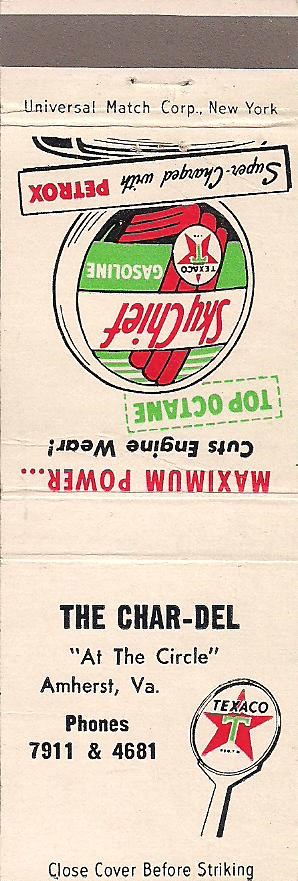 Universal Match Corp., New York
MAXIMUM POWER...
Cuts Engine Wear!
TOP OCTANE
Sky Chief
GASOLINE
TEXACO
T
Super-Charged with PETROX
THE CHAR-DEL
"At The Circle"
Amherst, Va.
Phones
7911 & 4681
TEXACO
T
Close Cover Before Striking